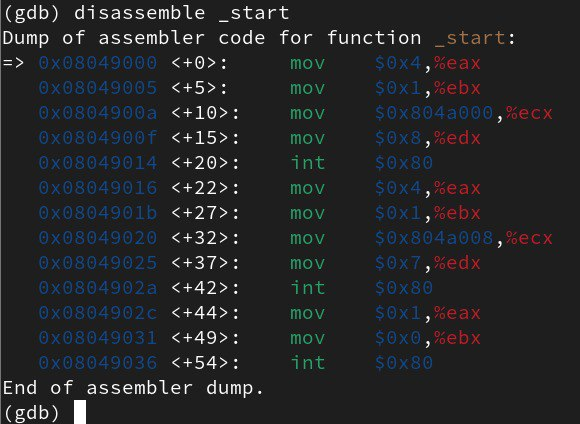 (gdb) disassemble _start
Dump of assembler code for function _start:
=> 0x08049000 <+0>:     mov    $0x4,%eax
   0x08049005 <+5>:     mov    $0x1,%ebx
   0x0804900a <+10>:    mov    $0x804a000,%ecx
   0x0804900f <+15>:    mov    $0x8,%edx
   0x08049014 <+20>:    int    $0x80
   0x08049016 <+22>:    mov    $0x4,%eax
   0x0804901b <+27>:    mov    $0x1,%ebx
   0x08049020 <+32>:    mov    $0x804a008,%ecx
   0x08049025 <+37>:    mov    $0x7,%edx
   0x0804902a <+42>:    int    $0x80
   0x0804902c <+44>:    mov    $0x1,%eax
   0x08049031 <+49>:    mov    $0x0,%ebx
   0x08049036 <+54>:    int    $0x80
End of assembler dump.
(gdb)